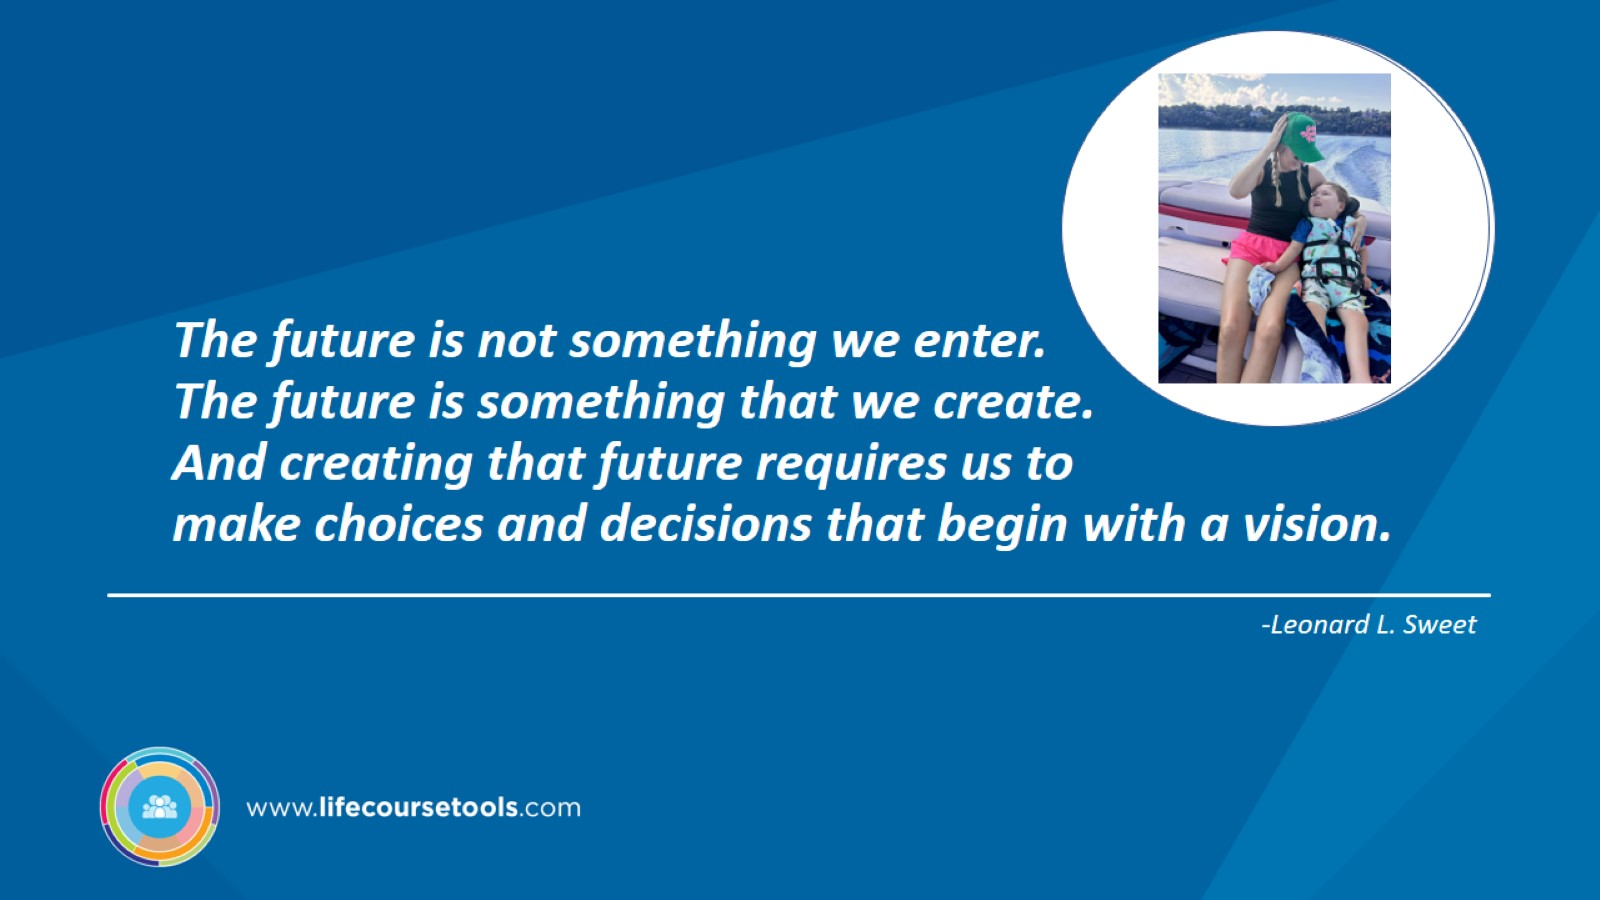 The future is not something we enter.
The future is something that we create.
And creating that future requires us to
make choices and decisions that begin with a vision.
-Leonard L. Sweet
www.lifecoursetools.com